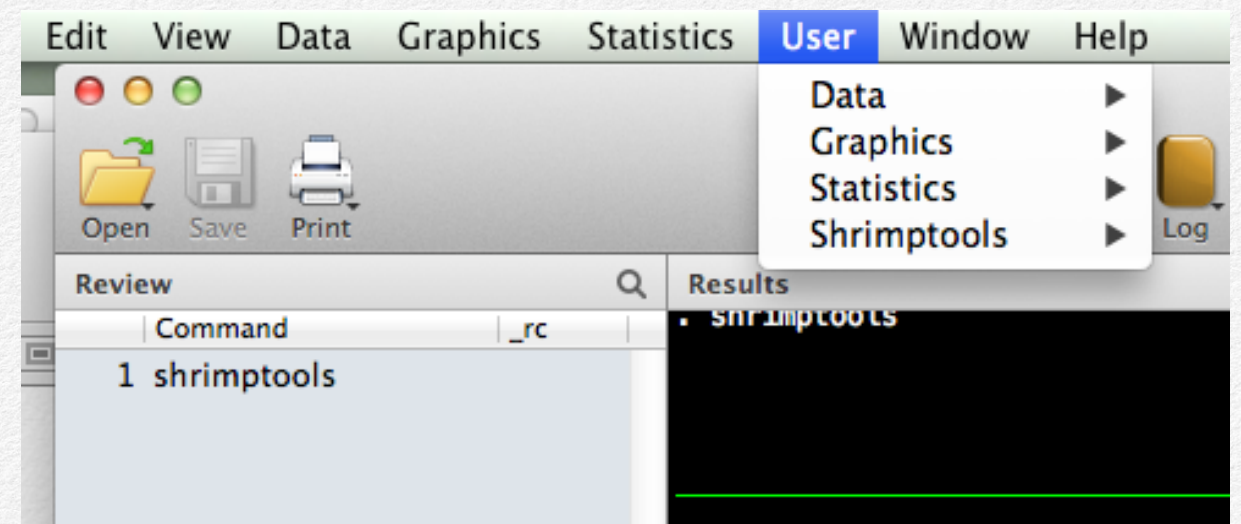 Edit View Data Graphics Statistics User Window Help
Data
Graphics
Statistics
Shrimptools
Open Save Print
Log
Review
Results
Command _rc
. shrimptools
1 shrimptools